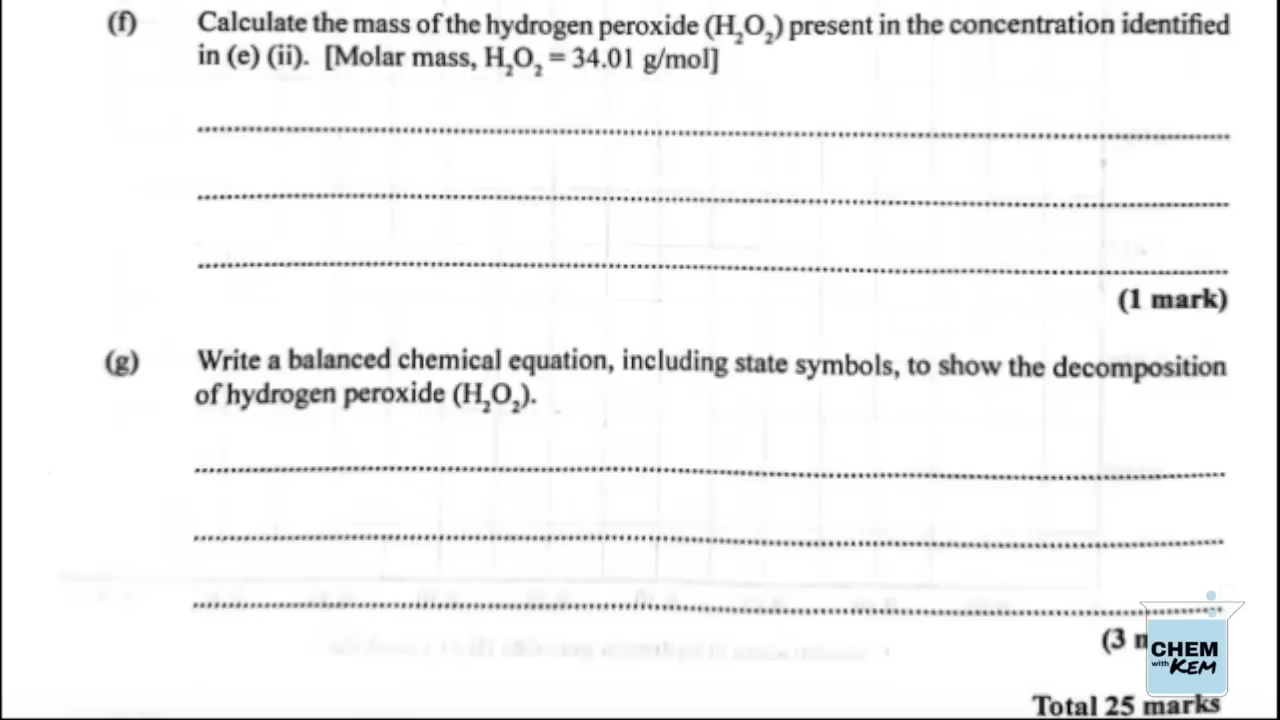 (f) Calculate the mass of the hydrogen peroxide (H₂O₂) present in the concentration identified
in (e) (ii). [Molar mass, H₂O₂ = 34.01 g/mol]
(1 mark)
(g) Write a balanced chemical equation, including state symbols, to show the decomposition
of hydrogen peroxide (H₂O₂).
(3
CHEM
with KEM
Total 25 marks